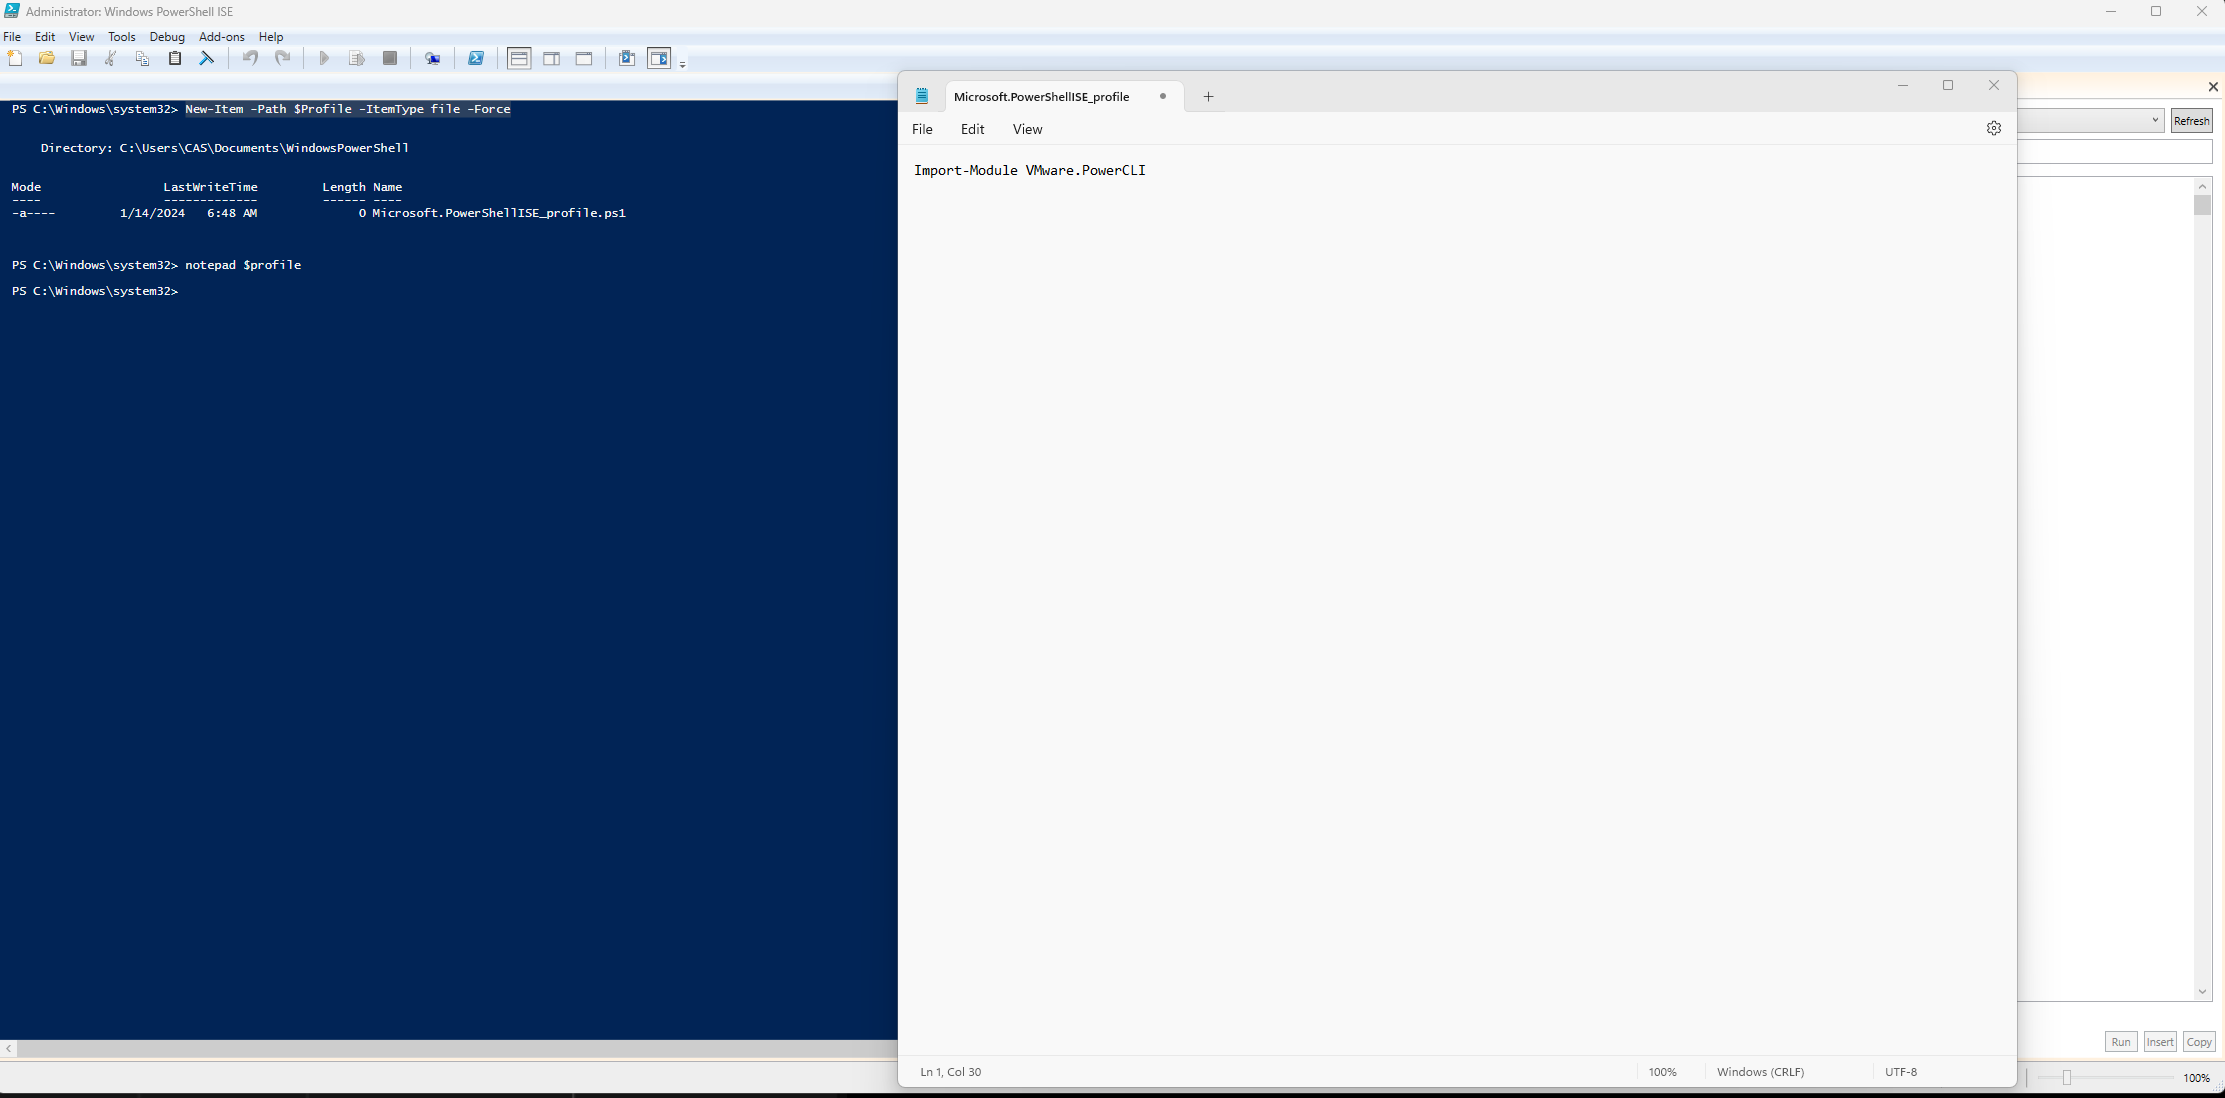 Administrator: Windows PowerShell ISE
File Edit View Tools Debug Add-ons Help
PS C:\Windows\system32> New-Item -Path $Profile -ItemType file -Force
Directory: C:\Users\CAS\Documents\WindowsPowerShell
Mode LastWriteTime Length Name
---- ------------- ------ ----
-a---- 1/14/2024 6:48 AM 0 Microsoft.PowerShellISE_profile.ps1
PS C:\Windows\system32> notepad $profile
PS C:\Windows\system32>
Microsoft.PowerShellISE_profile
File Edit View
Import-Module VMware.PowerCLI
Ln 1, Col 30 100% Windows (CRLF) UTF-8
Refresh
Run Insert Copy
100%